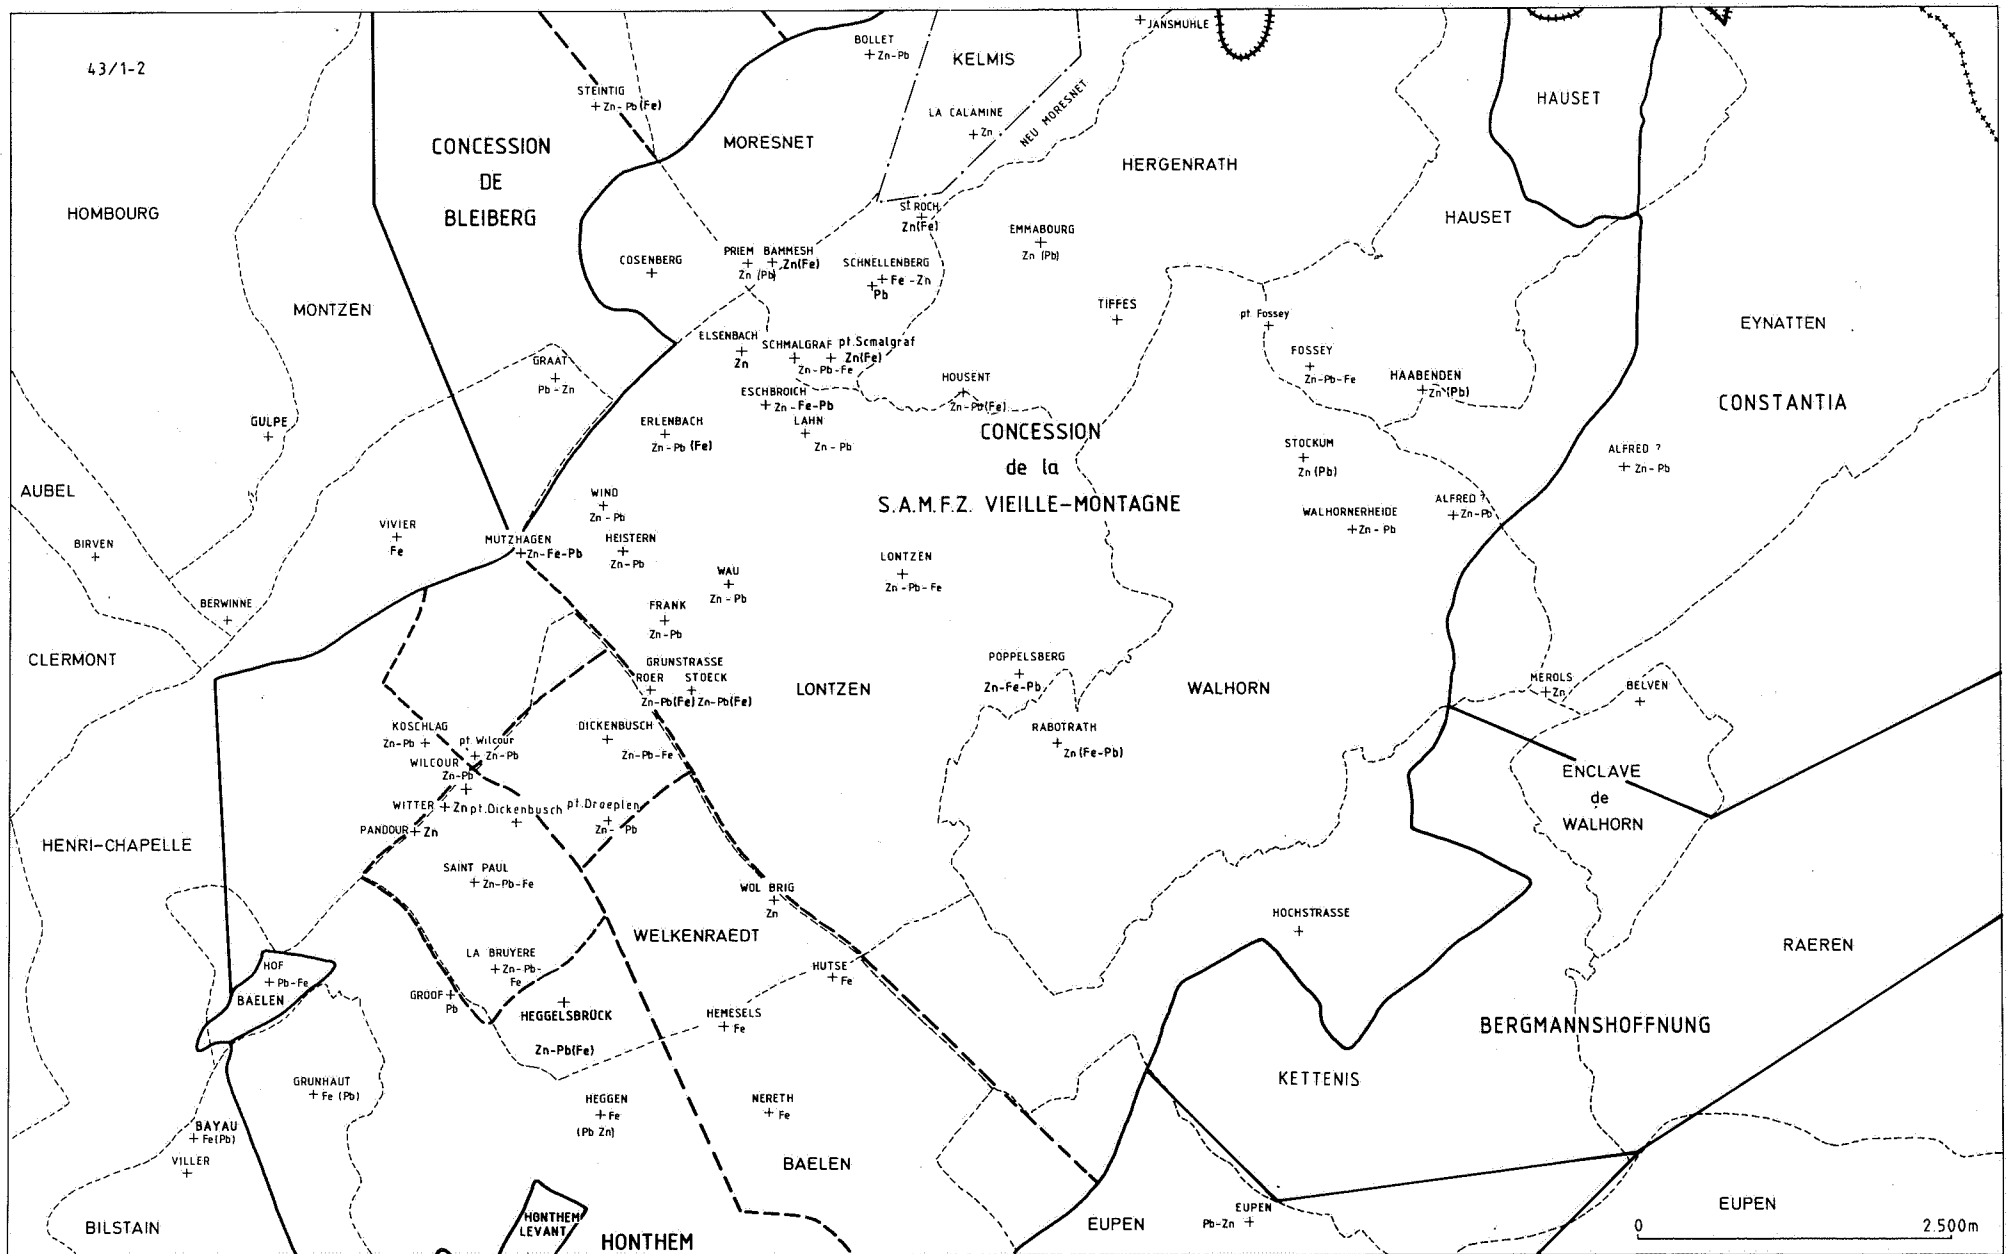 JANSMUHLE
BOLLET
Zn-Pb
KELMIS
43/1-2
STEINTIG
Zn-Pb(Fe)
HAUSET
LA CALAMINE
Zn
NEU MORESNET
CONCESSION
DE
BLEIBERG
MORESNET
HERGENRATH
HOMBOURG
St ROCH
Zn(Fe)
HAUSET
EMMABOURG
Zn (Pb)
COSENBERG
PRIEM
Zn (Pb)
BAMMESH
Zn(Fe)
SCHNELLENBERG
Fe-Zn
Pb
MONTZEN
TIFFES
pt. Fossey
EYNATTEN
ELSENBACH
Zn
SCHMALGRAF
Zn-Pb-Fe
pt.Scmalgraf
Zn(Fe)
GRAAT
Pb-Zn
FOSSEY
Zn-Pb-Fe
HAABENDEN
Zn(Pb)
HOUSENT
Zn-Pb(Fe)
ESCHBROICH
Zn-Fe-Pb
CONSTANTIA
GULPE
ERLENBACH
Zn-Pb (Fe)
LAHN
Zn-Pb
CONCESSION
de la
S.A.M.F.Z. VIEILLE-MONTAGNE
STOCKUM
Zn (Pb)
ALFRED ?
Zn-Pb
AUBEL
WIND
Zn-Pb
ALFRED ?
Zn-Pb
WALHORNERHEIDE
Zn-Pb
VIVIER
Fe
BIRVEN
MUTZHAGEN
Zn-Fe-Pb
HEISTERN
Zn-Pb
LONTZEN
Zn-Pb-Fe
WAU
Zn-Pb
BERWINNE
FRANK
Zn-Pb
CLERMONT
GRUNSTRASSE
ROER
Zn-Pb(Fe)
STOECK
Zn-Pb(Fe)
POPPELSBERG
Zn-Fe-Pb
LONTZEN
WALHORN
MEROLS
Zn
BELVEN
KOSCHLAG
Zn-Pb
DICKENBUSCH
Zn-Pb-Fe
RABOTRATH
Zn(Fe-Pb)
pt. Wilcour
Zn-Pb
WILCOUR
Zn-Pb
ENCLAVE
de
WALHORN
WITTER
Zn
pt.Dickenbusch
pt.Draeplen
Zn-Pb
PANDOUR
Zn
HENRI-CHAPELLE
SAINT PAUL
Zn-Pb-Fe
WOL BRIG
Zn
HOCHSTRASSE
WELKENRAEDT
RAEREN
LA BRUYERE
Zn-Pb-
Fe
HOF
Pb-Fe
BAELEN
HUTSE
Fe
GROOF
Pb
HEGGELSBRÜCK
Zn-Pb(Fe)
HEMESELS
Fe
BERGMANNSHOFFNUNG
KETTENIS
GRUNHAUT
Fe (Pb)
HEGGEN
Fe
(Pb Zn)
NERETH
Fe
BAYAU
Fe(Pb)
VILLER
BAELEN
BILSTAIN
HONTHEM
LEVANT
HONTHEM
EUPEN
EUPEN
Pb-Zn
EUPEN
0
2.500m